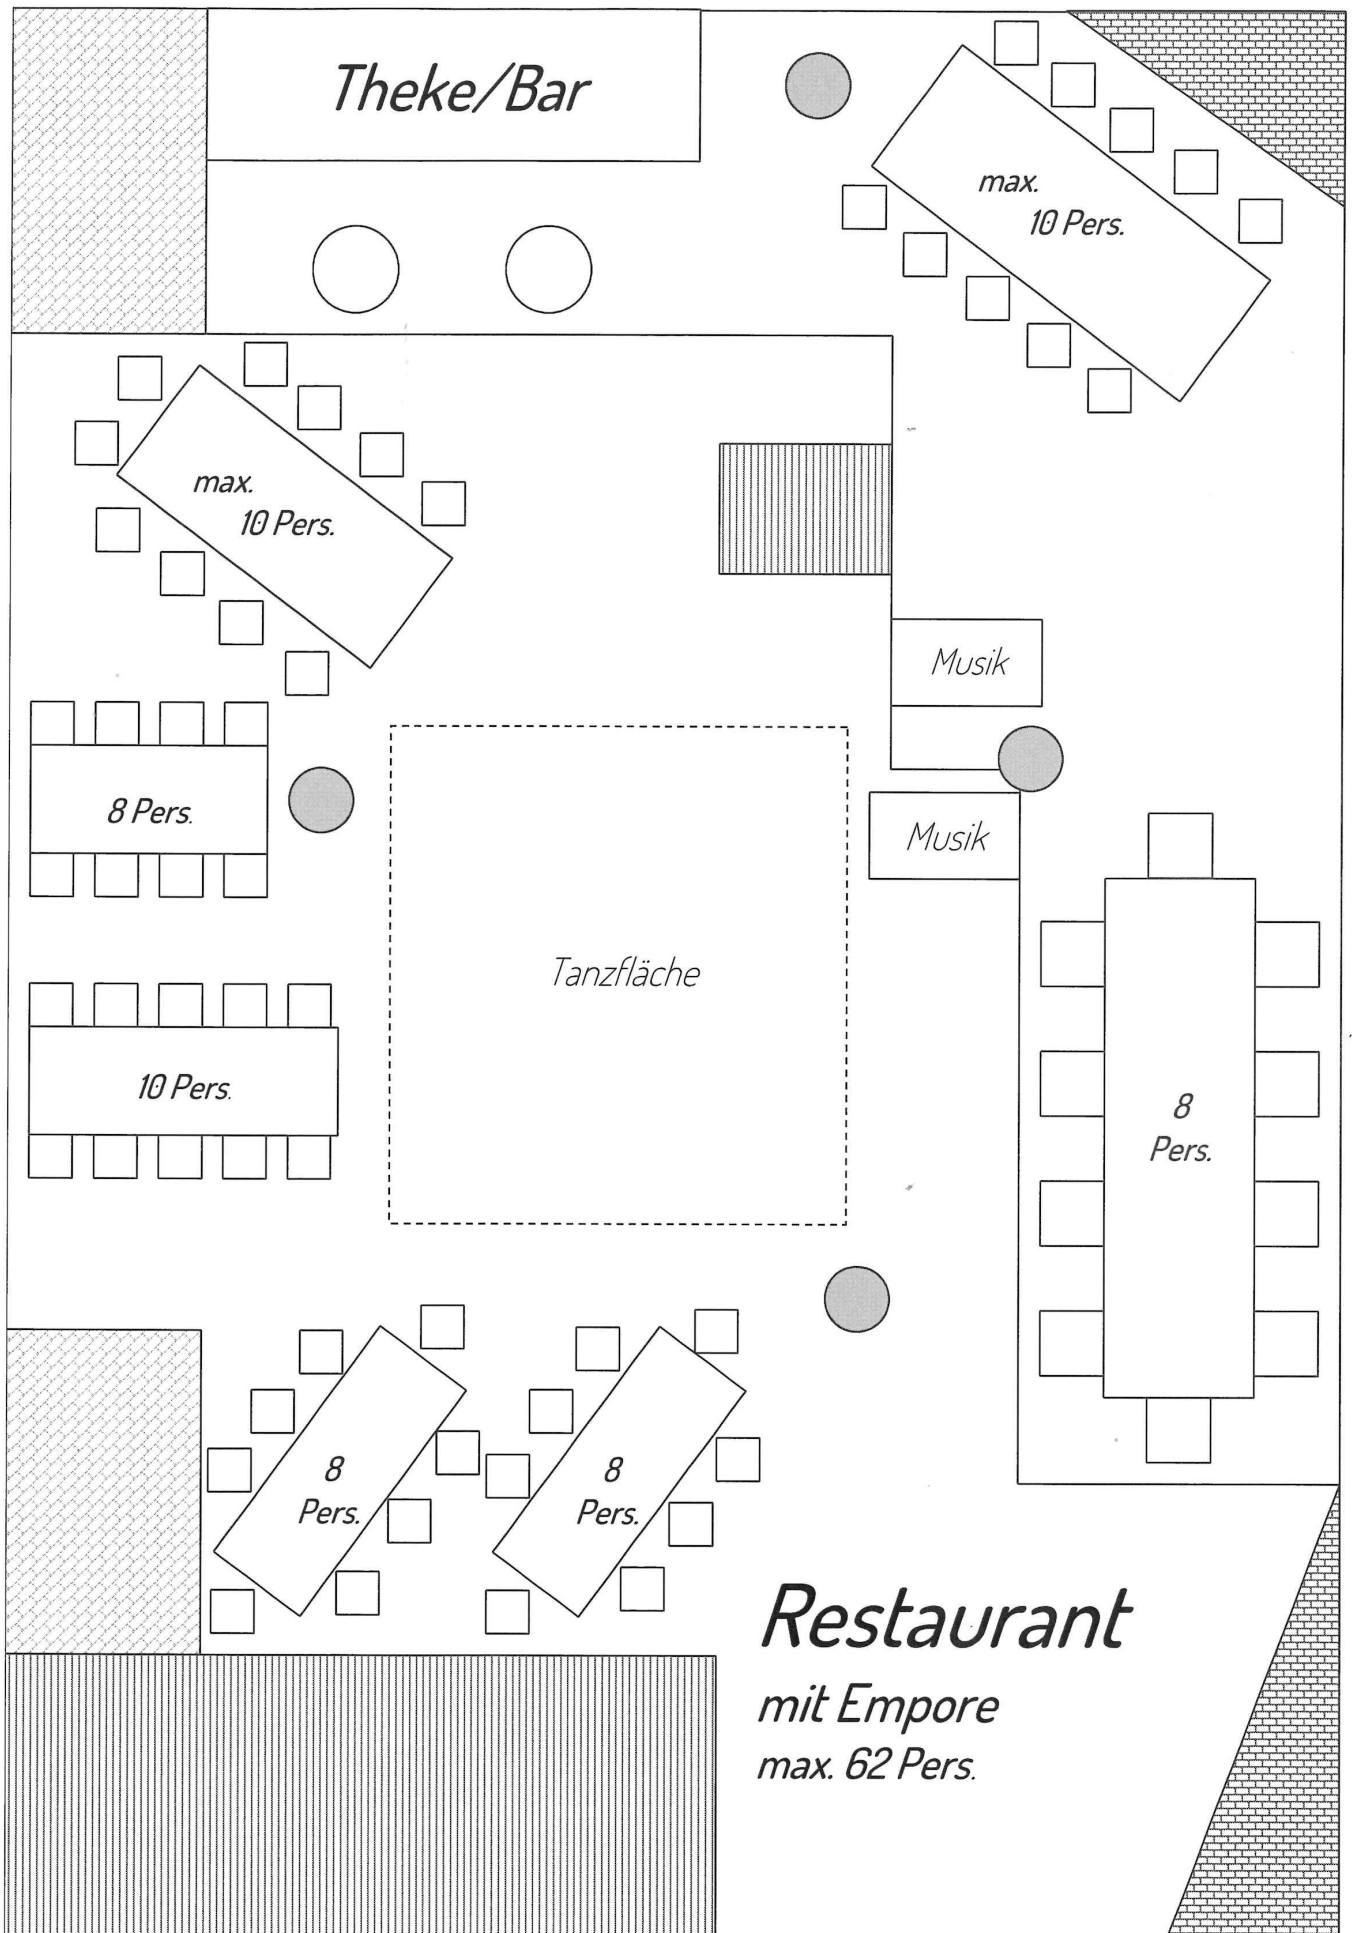 Theke/Bar
max.
10 Pers.
max.
10 Pers.
Musik
8 Pers.
Musik
Tanzfläche
10 Pers.
8
Pers.
8
Pers.
8
Pers.
Restaurant
mit Empore
max. 62 Pers.